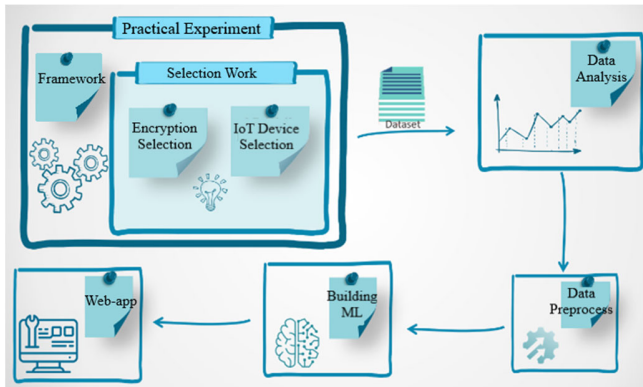 Practical Experiment
Framework
Selection Work
Encryption
Selection
IoT Device
Selection
Dataset
Data
Analysis
Data
Preprocess
Building
ML
Web-app